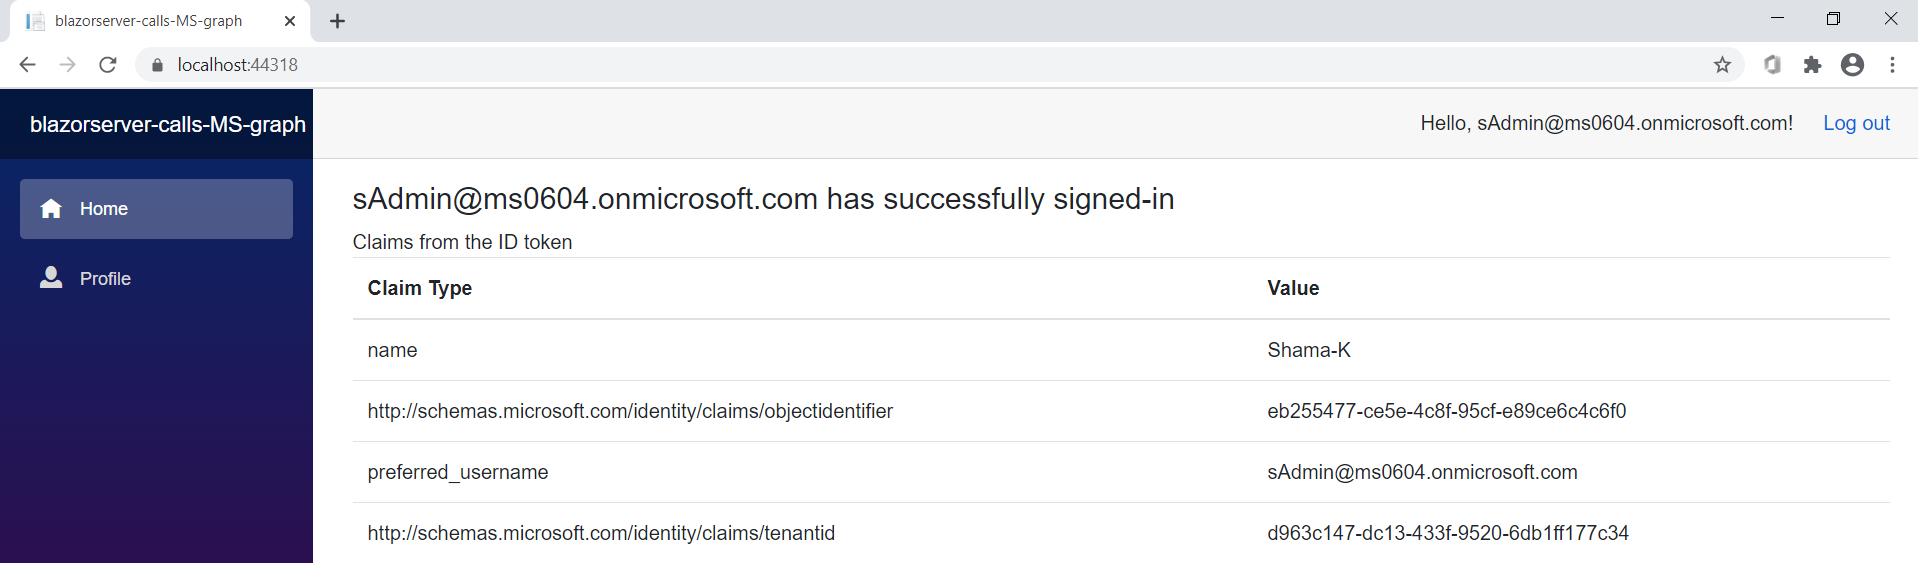 blazorserver-calls-MS-graph
localhost:44318
blazorserver-calls-MS-graph
Hello, sAdmin@ms0604.onmicrosoft.com! Log out
Home
Profile
sAdmin@ms0604.onmicrosoft.com has successfully signed-in
Claims from the ID token
Claim Type Value
name Shama-K
http://schemas.microsoft.com/identity/claims/objectidentifier eb255477-ce5e-4c8f-95cf-e89ce6c4c6f0
preferred_username sAdmin@ms0604.onmicrosoft.com
http://schemas.microsoft.com/identity/claims/tenantid d963c147-dc13-433f-9520-6db1ff177c34